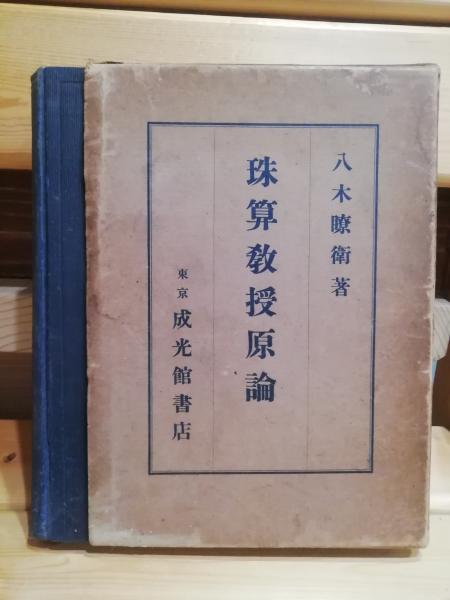 八木瞭衛著
珠算教授原論
東京 成光館書店